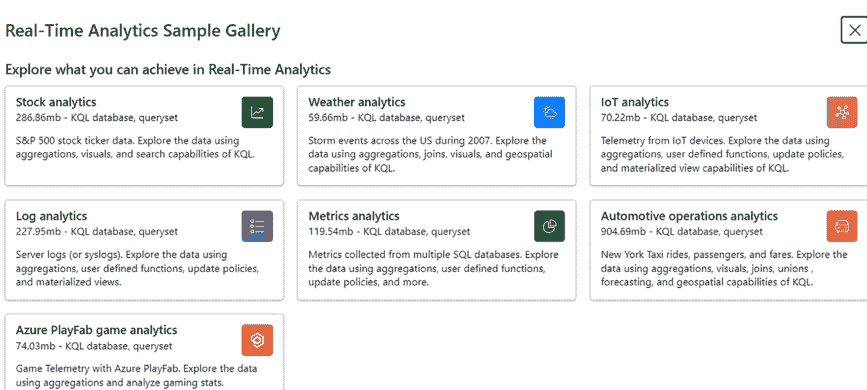 Real-Time Analytics Sample Gallery
Explore what you can achieve in Real-Time Analytics
Stock analytics
286.86mb - KQL database, queryset
S&P 500 stock ticker data. Explore the data using
aggregations, visuals, and search capabilities of KQL.
Weather analytics
59.66mb - KQL database, queryset
Storm events across the US during 2007. Explore the
data using aggregations, joins, visuals, and geospatial
capabilities of KQL.
IoT analytics
70.22mb - KQL database, queryset
Telemetry from IoT devices. Explore the data using
aggregations, user defined functions, update policies,
and materialized view capabilities of KQL.
Log analytics
227.95mb - KQL database, queryset
Server logs (or syslogs). Explore the data using
aggregations, user defined functions, update policies,
and materialized views.
Metrics analytics
119.54mb - KQL database, queryset
Metrics collected from multiple SQL databases. Explore
the data using aggregations, user defined functions,
update policies, and more.
Automotive operations analytics
904.69mb - KQL database, queryset
New York Taxi rides, passengers, and fares. Explore the
data using aggregations, visuals, joins, unions ,
forecasting, and geospatial capabilities of KQL.
Azure PlayFab game analytics
74.03mb - KQL database, queryset
Game Telemetry with Azure PlayFab. Explore the data
using aggregations and analyze gaming stats.